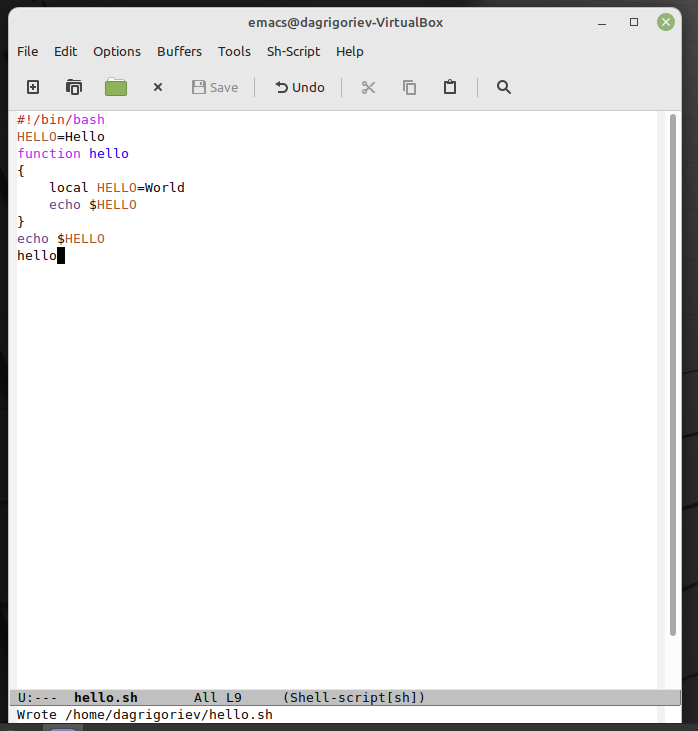 emacs@dagrigoriev-VirtualBox
File Edit Options Buffers Tools Sh-Script Help
Save Undo
#!/bin/bash
HELLO=Hello
function hello
{
    local HELLO=World
    echo $HELLO
}
echo $HELLO
hello
U:--- hello.sh All L9 (Shell-script[sh])
Wrote /home/dagrigoriev/hello.sh